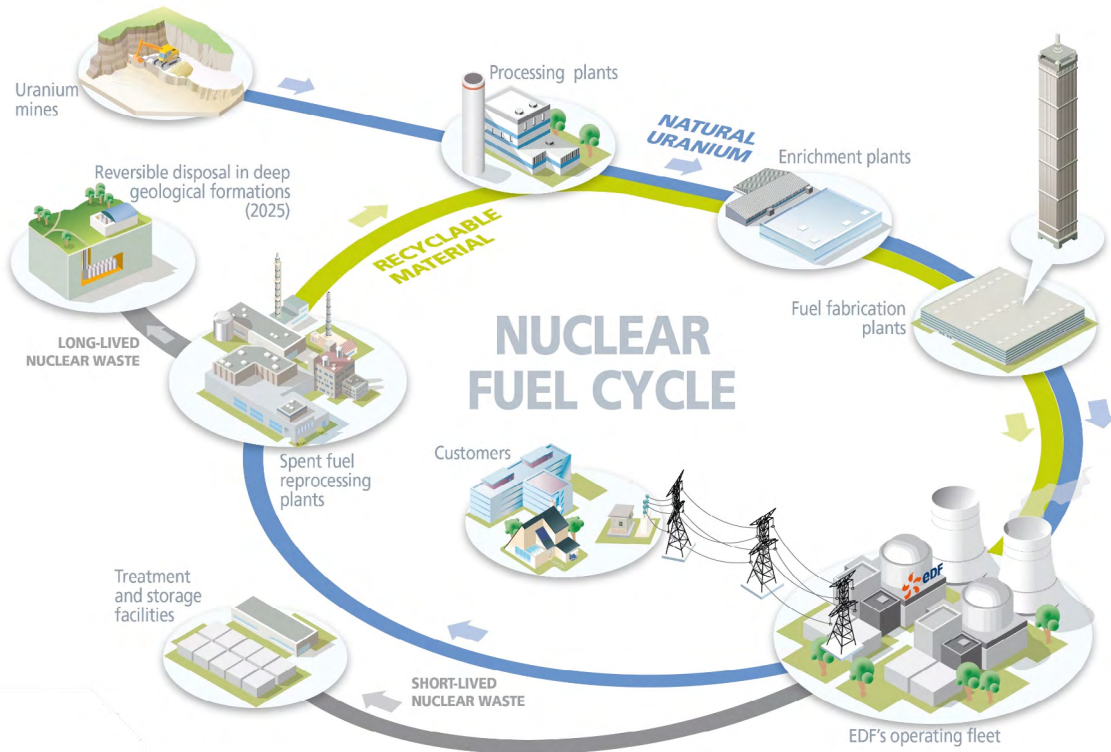 Uranium
mines
Processing plants
NATURAL
URANIUM
Enrichment plants
Reversible disposal in deep
geological formations
(2025)
RECYCLABLE
MATERIAL
Fuel fabrication
plants
LONG-LIVED
NUCLEAR WASTE
NUCLEAR
FUEL CYCLE
Spent fuel
reprocessing
plants
Customers
eDF
Treatment
and storage
facilities
SHORT-LIVED
NUCLEAR WASTE
EDF's operating fleet